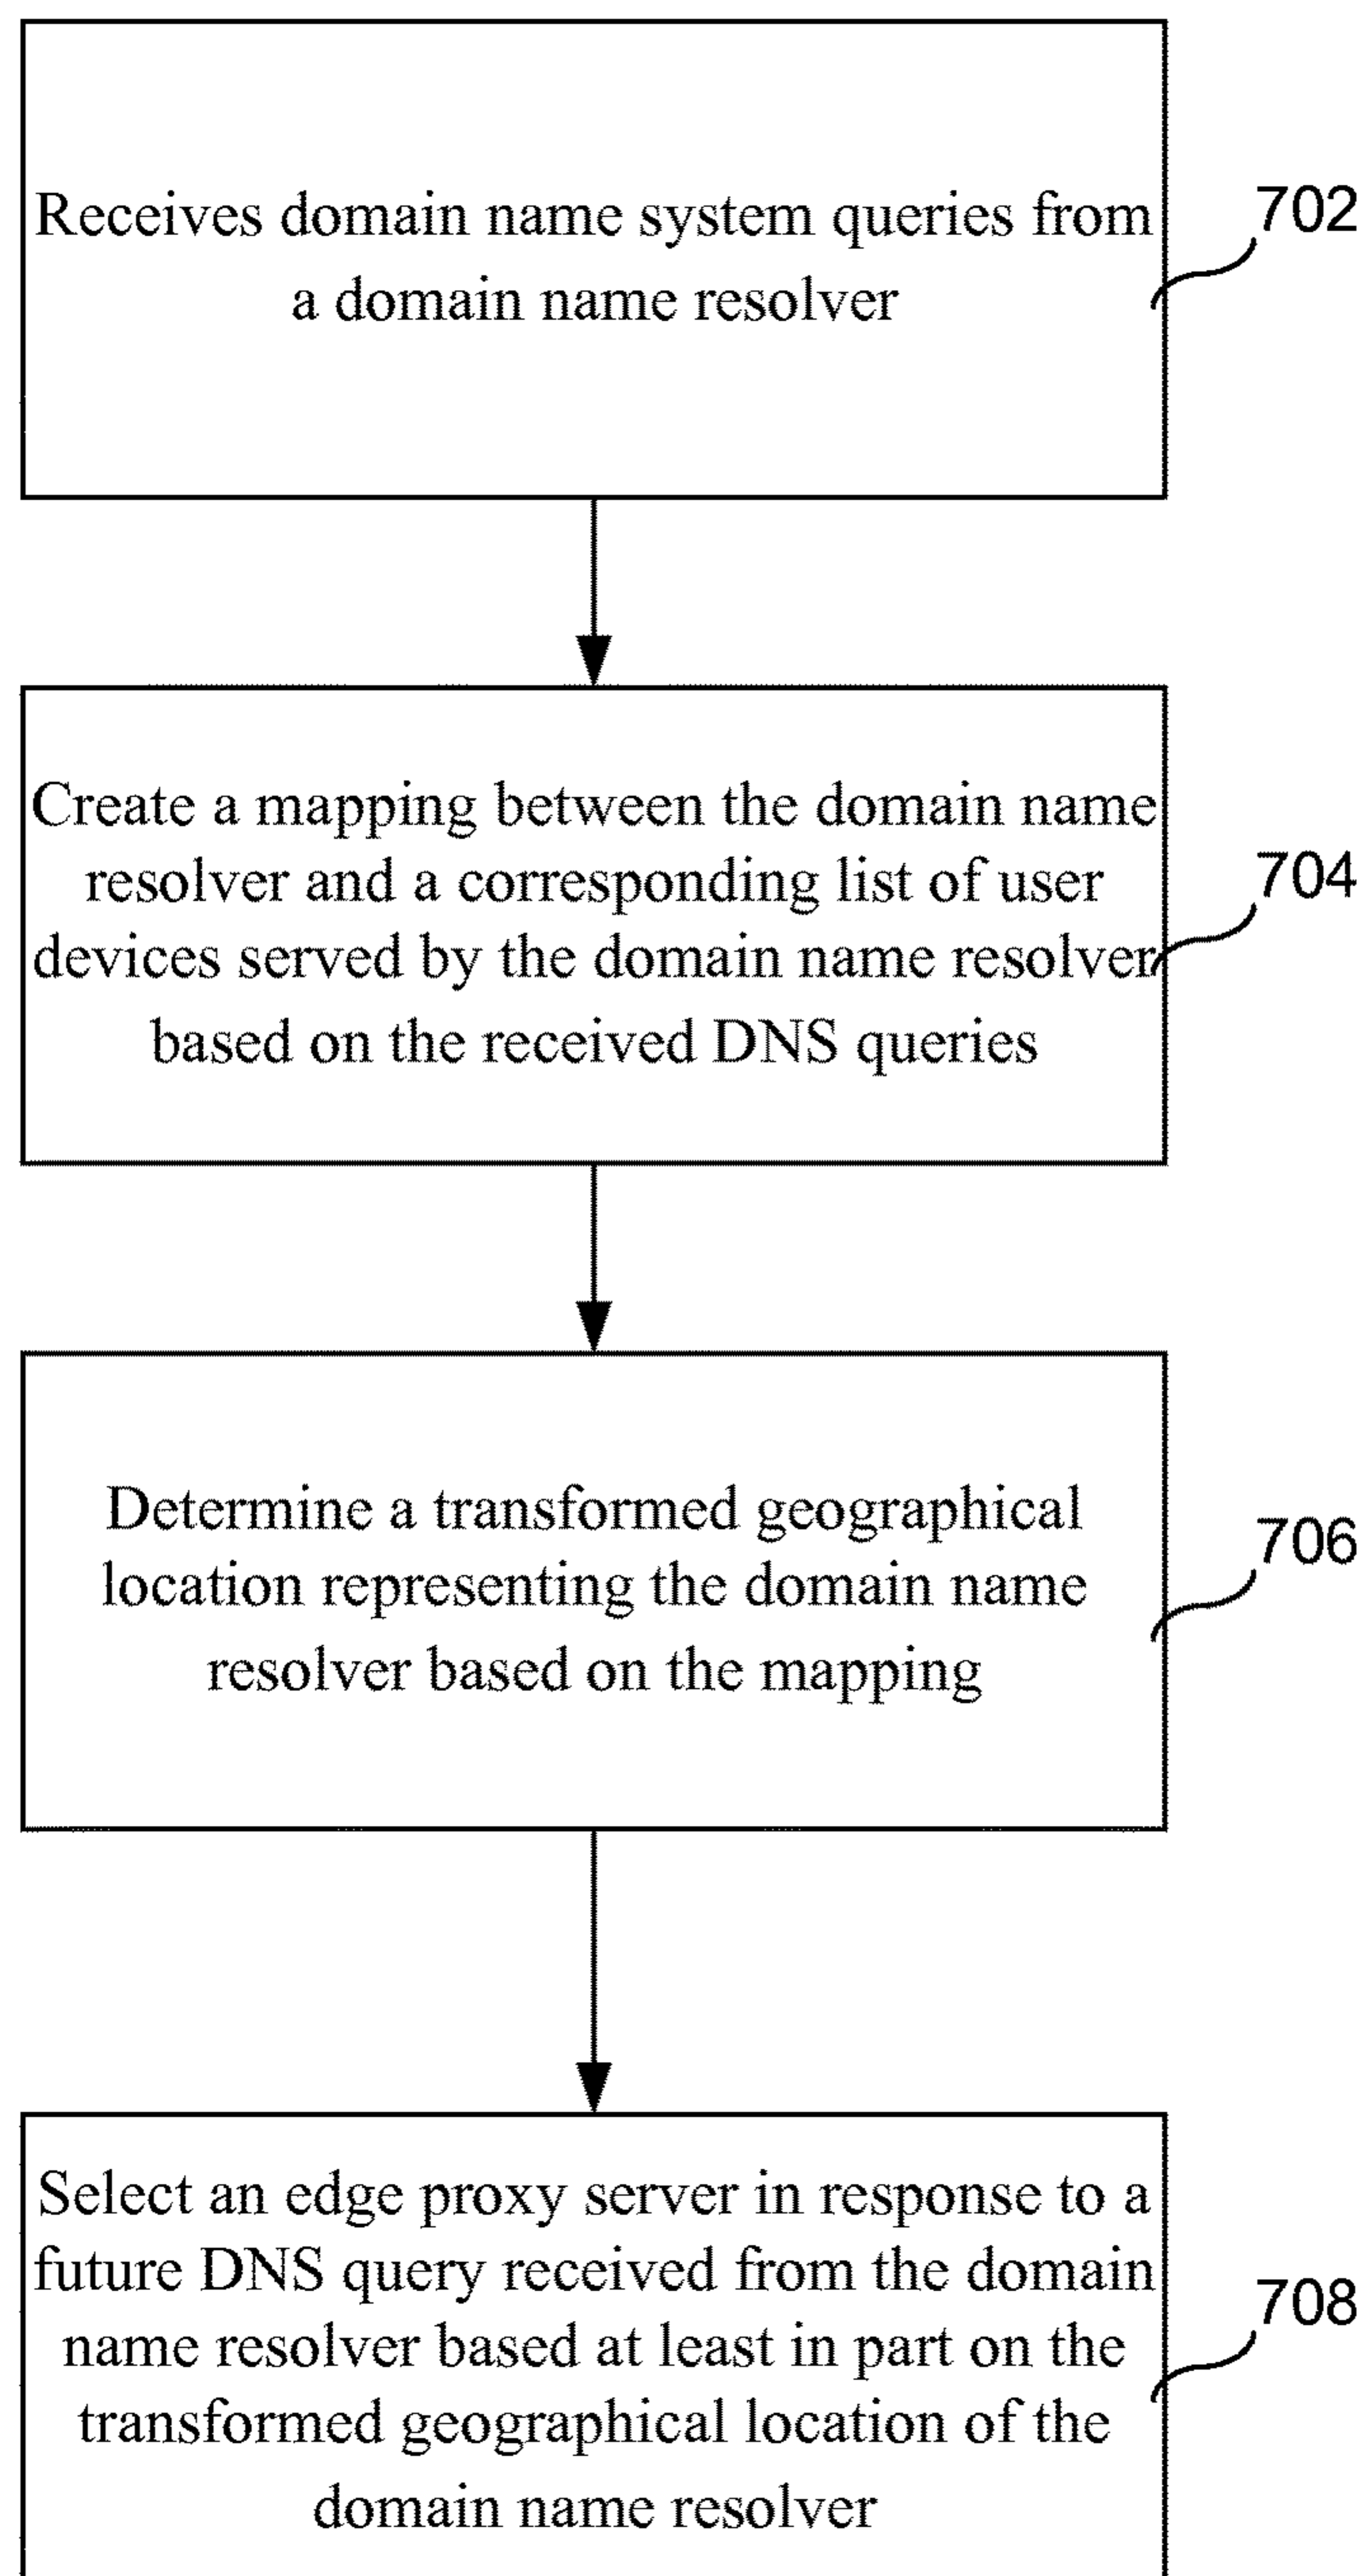 Receives domain name system queries from
a domain name resolver
702
Create a mapping between the domain name
resolver and a corresponding list of user
devices served by the domain name resolver
based on the received DNS queries
704
Determine a transformed geographical
location representing the domain name
resolver based on the mapping
706
Select an edge proxy server in response to a
future DNS query received from the domain
name resolver based at least in part on the
transformed geographical location of the
domain name resolver
708